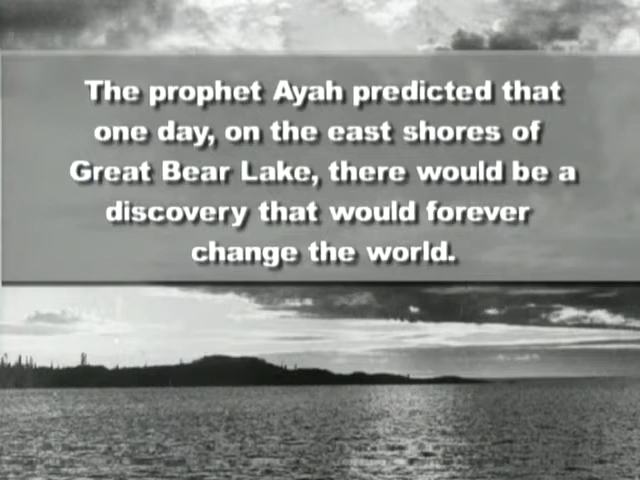 The prophet Ayah predicted that
one day, on the east shores of
Great Bear Lake, there would be a
discovery that would forever
change the world.